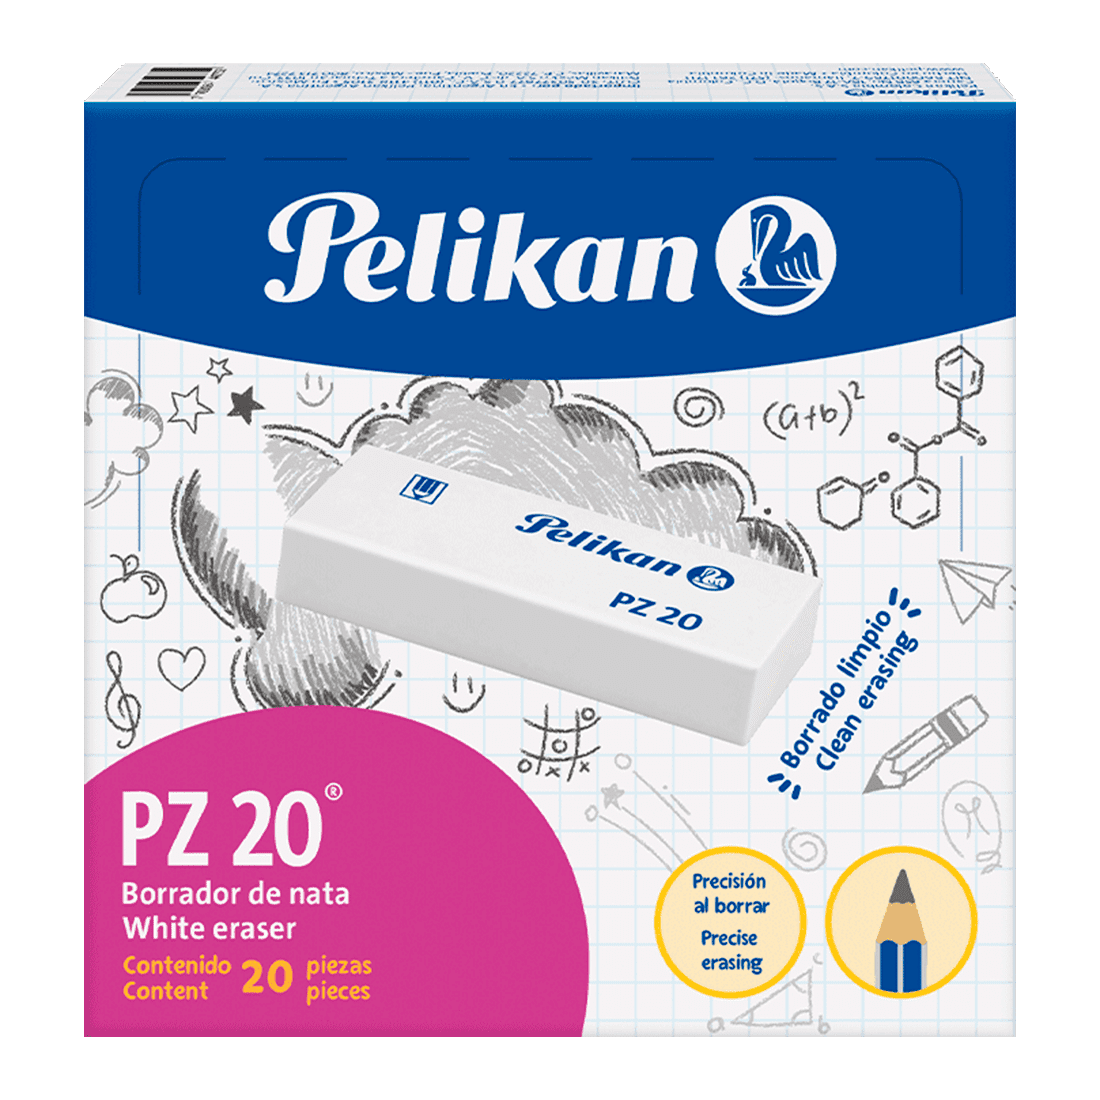 Pelikan
Pelikan
(a+b)²
Pelikan
PZ 20
Borrado limpio
Clean erasing
PZ 20®
Borrador de nata
White eraser
Contenido 20 piezas
Content pieces
Precisión
al borrar
Precise
erasing
a
b